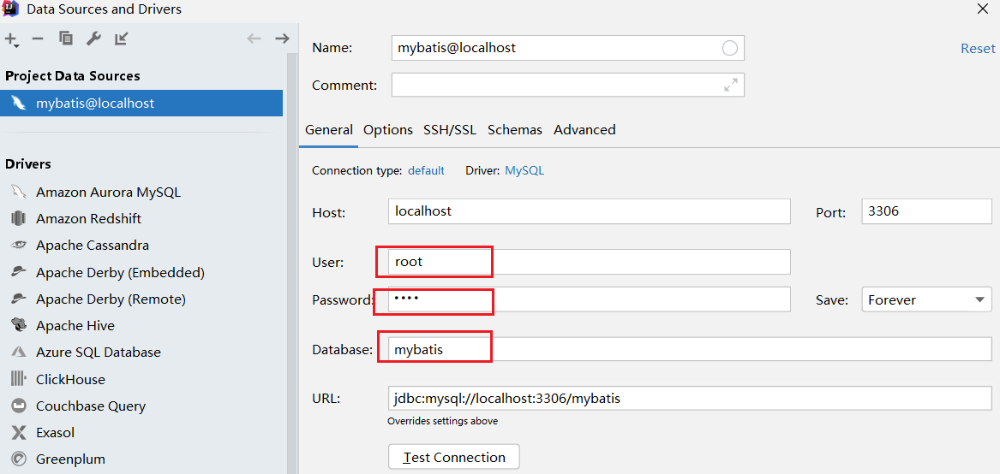 Data Sources and Drivers
Project Data Sources
mybatis@localhost
Drivers
Amazon Aurora MySQL
Amazon Redshift
Apache Cassandra
Apache Derby (Embedded)
Apache Derby (Remote)
Apache Hive
Azure SQL Database
ClickHouse
Couchbase Query
Exasol
Greenplum
Name: mybatis@localhost Reset
Comment:
General Options SSH/SSL Schemas Advanced
Connection type: default Driver: MySQL
Host: localhost Port: 3306
User: root
Password: •••• Save: Forever
Database: mybatis
URL: jdbc:mysql://localhost:3306/mybatis
Overrides settings above
Test Connection